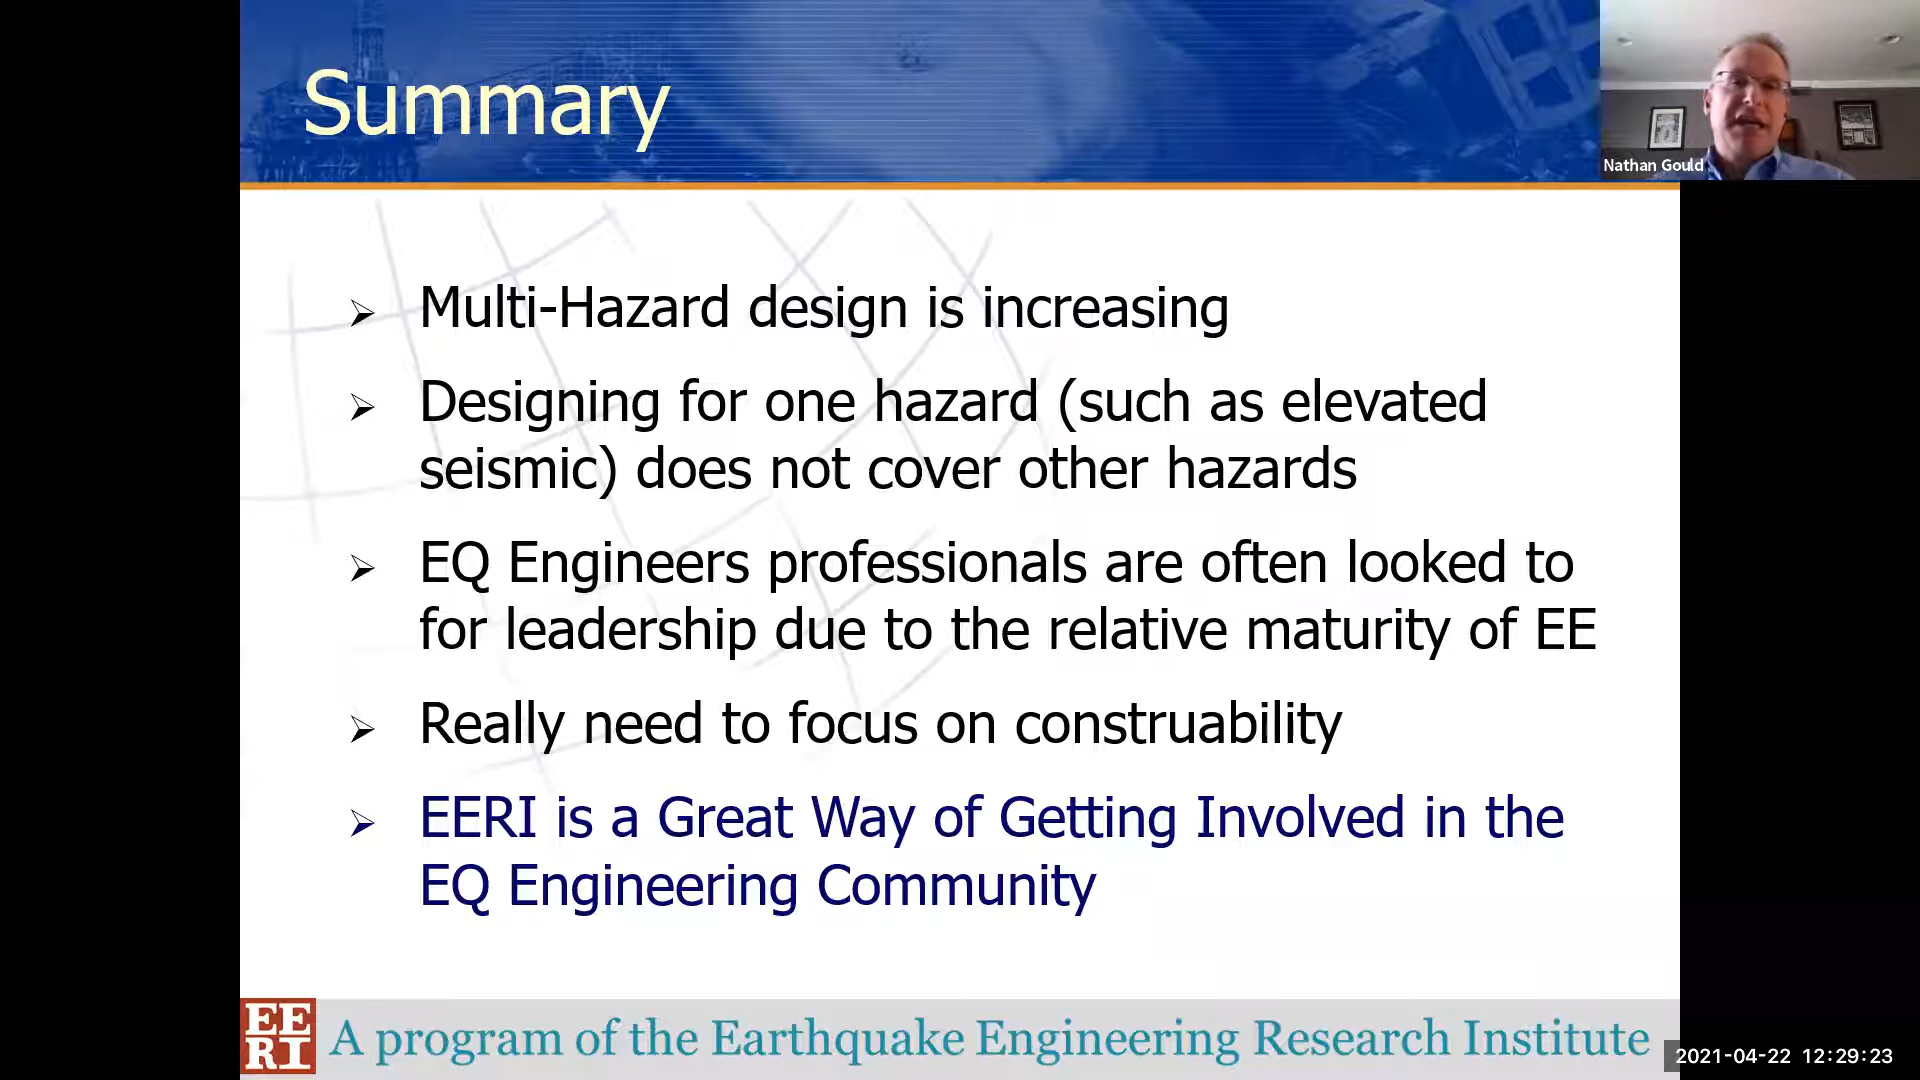 Summary
Nathan Gould
Multi-Hazard design is increasing
Designing for one hazard (such as elevated
seismic) does not cover other hazards
EQ Engineers professionals are often looked to
for leadership due to the relative maturity of EE
Really need to focus on construability
EERI is a Great Way of Getting Involved in the
EQ Engineering Community
EE
RI
A program of the Earthquake Engineering Research Institute
2021-04-22 12:29:23